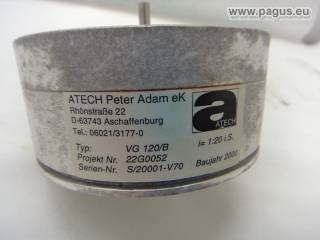 www.pagus.eu
ATECH Peter Adam eK
Rhönstraße 22
D-63743 Aschaffenburg
Tel.: 06021/3177-0
a
ATECH
Typ: VG 120/B i= 1:20 i.S.
Projekt Nr. 22G0052
Serien-Nr. S/20001-V70 Baujahr 2000